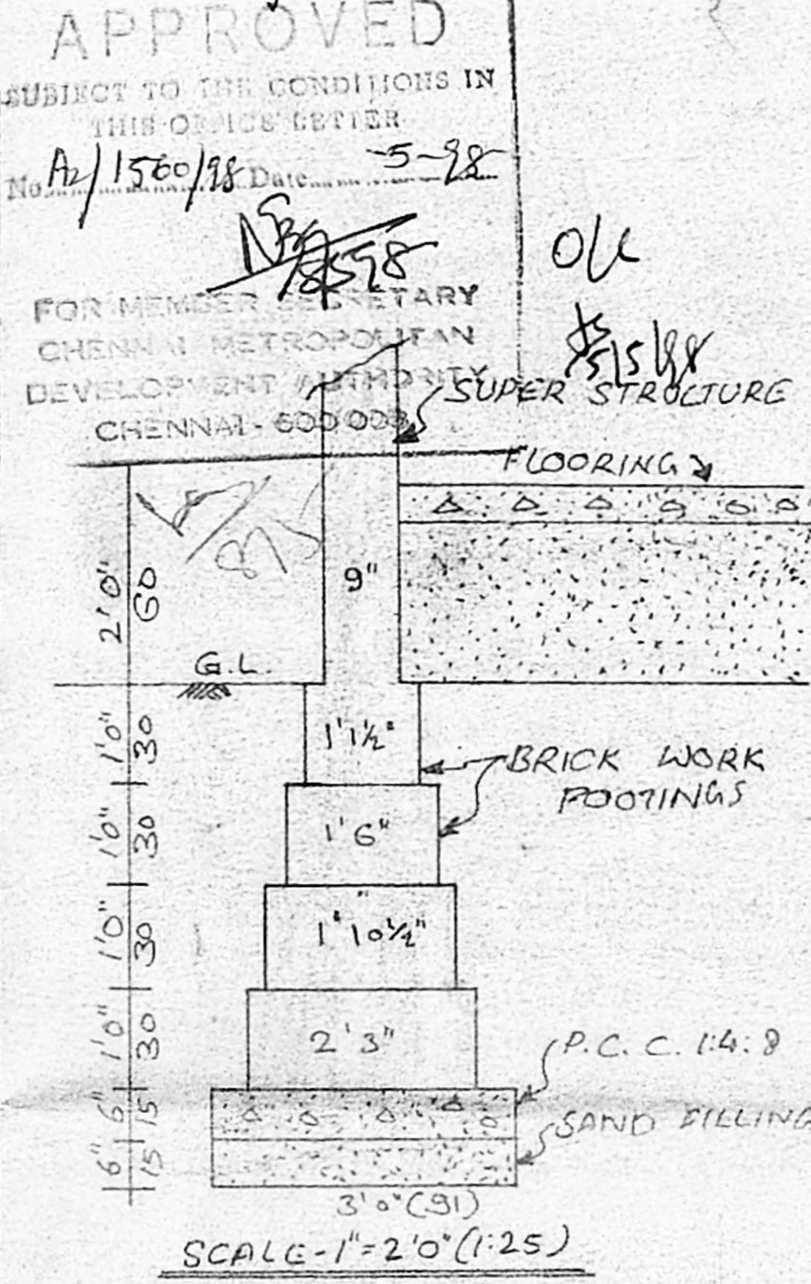 APPROVED
SUBJECT TO THE CONDITIONS IN
THIS OFFICE LETTER
No. A2/1560/98 Date -5-98
OK
FOR MEMBER SECRETARY
CHENNAI METROPOLITAN
DEVELOPMENT AUTHORITY
CHENNAI - 600 008
SUPER STRUCTURE
FLOORING
2'0"
60
9"
G.L.
1'0"
30
1'1½"
BRICK WORK
FOOTINGS
1'0"
30
1'6"
1'0"
30
1'10½"
1'0"
30
2'3"
P.C.C. 1:4:8
6"
15
SAND FILLING
6"
15
3'0"(.91)
SCALE-1"=2'0"(1:25)